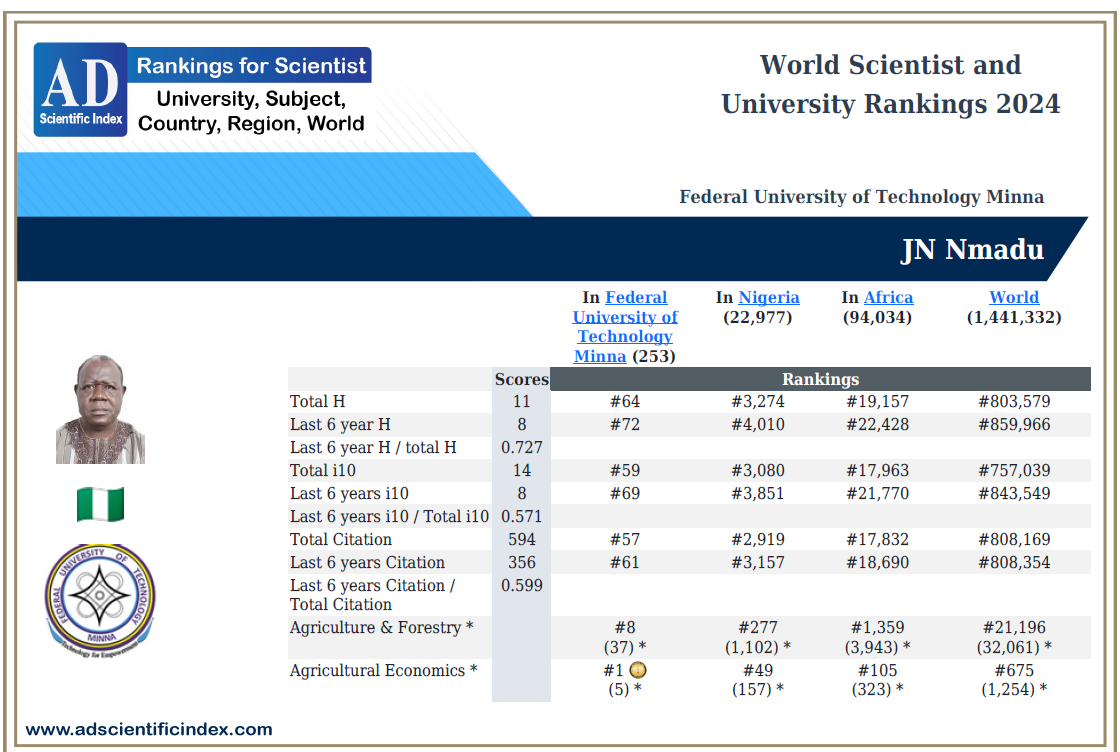 AD
Scientific Index
Rankings for Scientist
University, Subject,
Country, Region, World
World Scientist and
University Rankings 2024
Federal University of Technology Minna
JN Nmadu
In Federal
University of
Technology
Minna (253)
In Nigeria
(22,977)
In Africa
(94,034)
World
(1,441,332)
Scores Rankings
Total H 11 #64 #3,274 #19,157 #803,579
Last 6 year H 8 #72 #4,010 #22,428 #859,966
Last 6 year H / total H 0.727
Total i10 14 #59 #3,080 #17,963 #757,039
Last 6 years i10 8 #69 #3,851 #21,770 #843,549
Last 6 years i10 / Total i10 0.571
Total Citation 594 #57 #2,919 #17,832 #808,169
Last 6 years Citation 356 #61 #3,157 #18,690 #808,354
Last 6 years Citation / 0.599
Total Citation
Agriculture & Forestry * #8 #277 #1,359 #21,196
(37) * (1,102) * (3,943) * (32,061) *
Agricultural Economics * #1 #49 #105 #675
(5) * (157) * (323) * (1,254) *
FEDERAL UNIVERSITY OF TECHNOLOGY
MINNA
Technology for Empowerment
www.adscientificindex.com